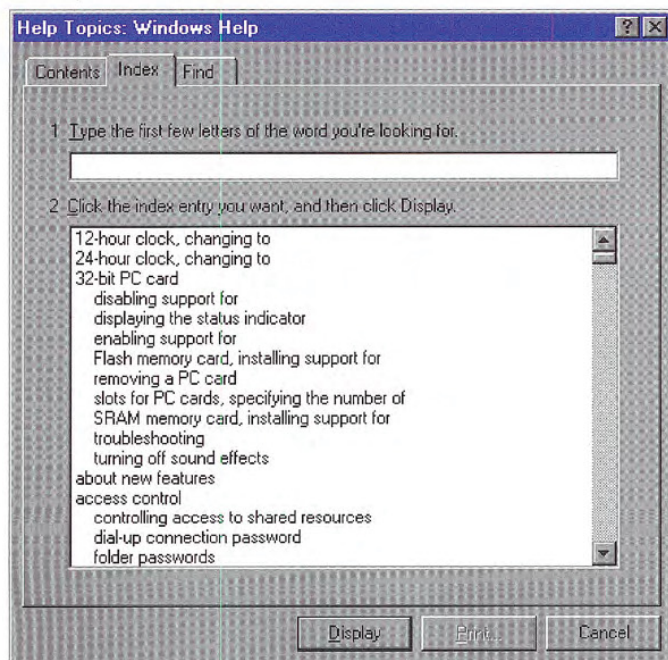 Help Topics: Windows Help
Contents Index Find
1 Type the first few letters of the word you're looking for.
2 Click the index entry you want, and then click Display.
12-hour clock, changing to
24-hour clock, changing to
32-bit PC card
disabling support for
displaying the status indicator
enabling support for
Flash memory card, installing support for
removing a PC card
slots for PC cards, specifying the number of
SRAM memory card, installing support for
troubleshooting
turning off sound effects
about new features
access control
controlling access to shared resources
dial-up connection password
folder passwords
Display Print... Cancel